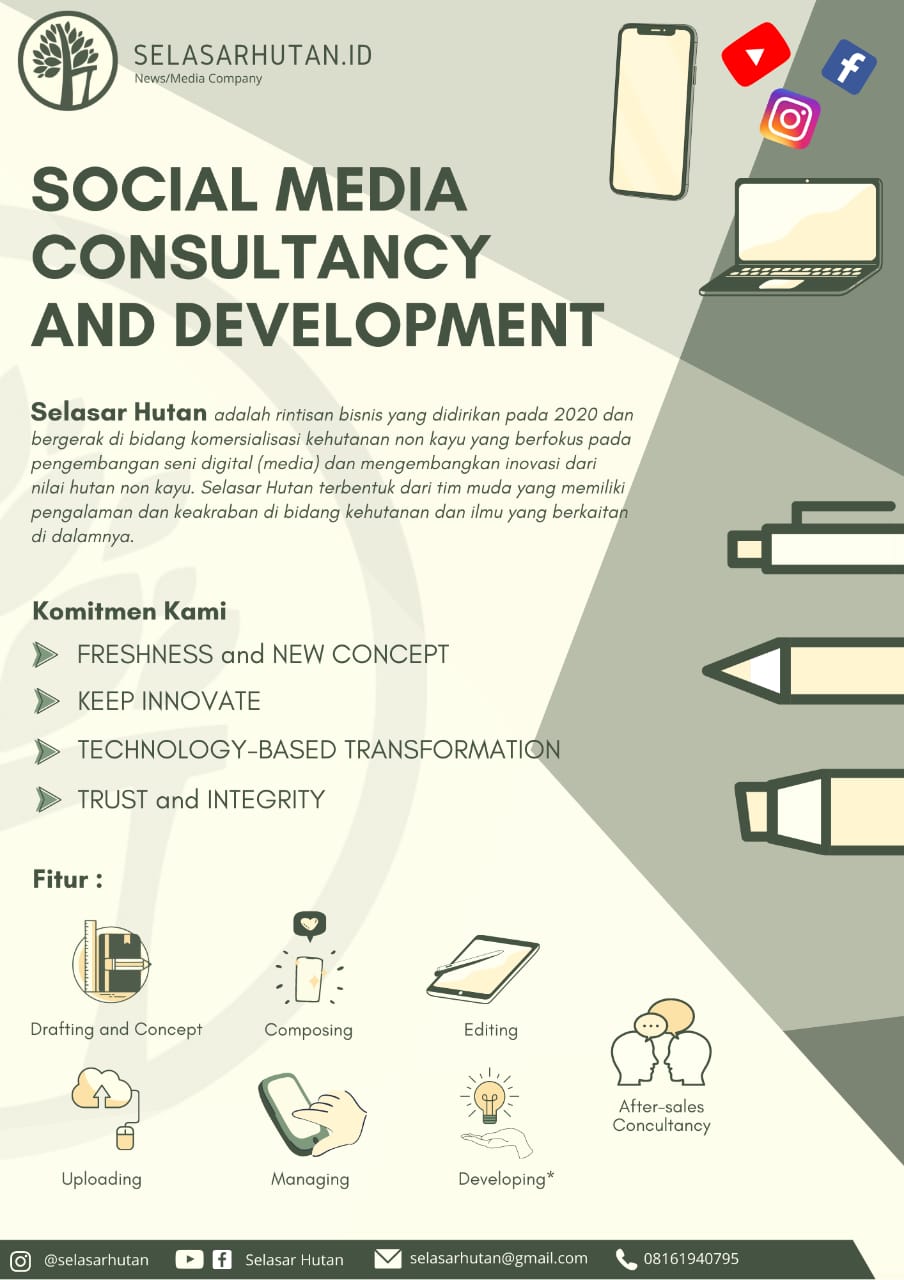 SELASARHUTAN.ID
News/Media Company
SOCIAL MEDIA
CONSULTANCY
AND DEVELOPMENT
Selasar Hutan adalah rintisan bisnis yang didirikan pada 2020 dan
bergerak di bidang komersialisasi kehutanan non kayu yang berfokus pada
pengembangan seni digital (media) dan mengembangkan inovasi dari
nilai hutan non kayu. Selasar Hutan terbentuk dari tim muda yang memiliki
pengalaman dan keakraban di bidang kehutanan dan ilmu yang berkaitan
di dalamnya.
Komitmen Kami
FRESHNESS and NEW CONCEPT
KEEP INNOVATE
TECHNOLOGY-BASED TRANSFORMATION
TRUST and INTEGRITY
Fitur :
Drafting and Concept
Composing
Editing
After-sales
Concultancy
Uploading
Managing
Developing*
@selasarhutan
Selasar Hutan
selasarhutan@gmail.com
08161940795